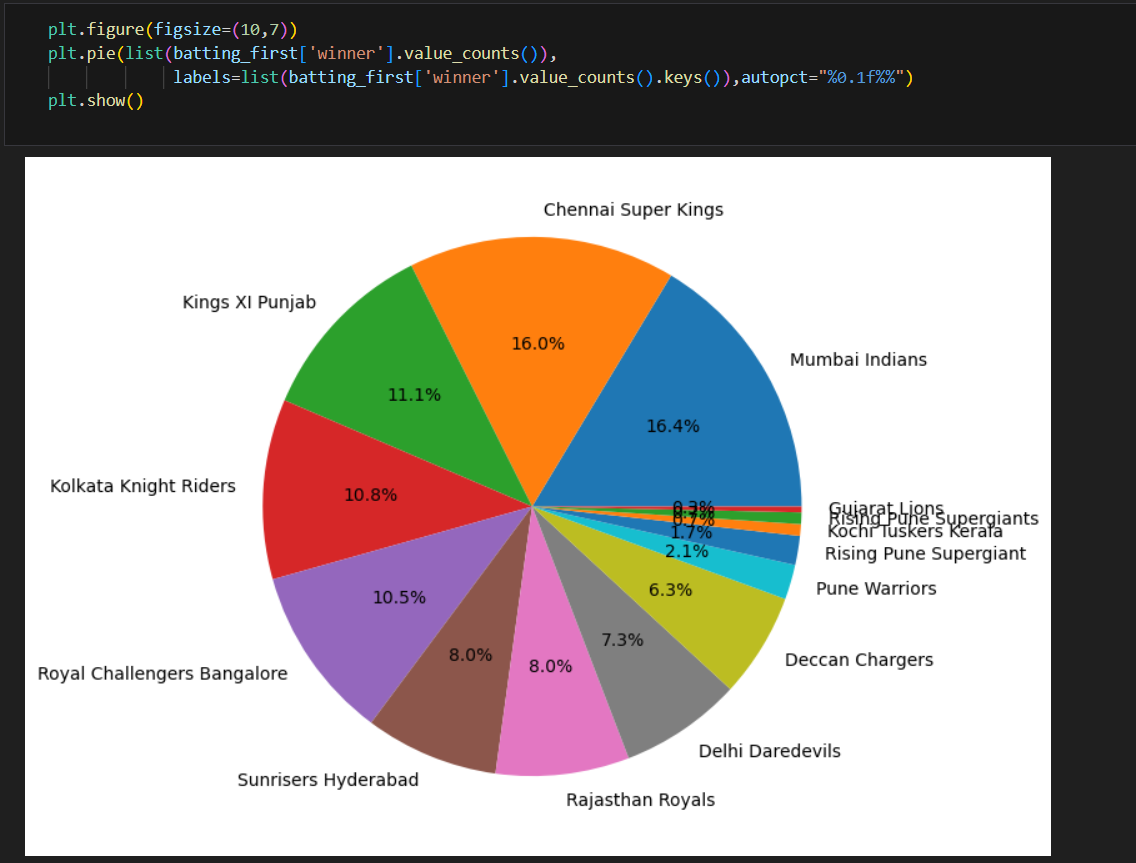 plt.figure(figsize=(10,7))
plt.pie(list(batting_first['winner'].value_counts()),
labels=list(batting_first['winner'].value_counts().keys()),autopct="%0.1f%%")
plt.show()
Chennai Super Kings
Kings XI Punjab
16.0%
Mumbai Indians
11.1%
16.4%
Kolkata Knight Riders
10.8%
0.3%
Gujarat Lions
Rising Pune Supergiants
0.7%
Kochi Tuskers Kerala
1.7%
Rising Pune Supergiant
2.1%
Pune Warriors
6.3%
10.5%
7.3%
8.0%
8.0%
Deccan Chargers
Royal Challengers Bangalore
Delhi Daredevils
Sunrisers Hyderabad
Rajasthan Royals